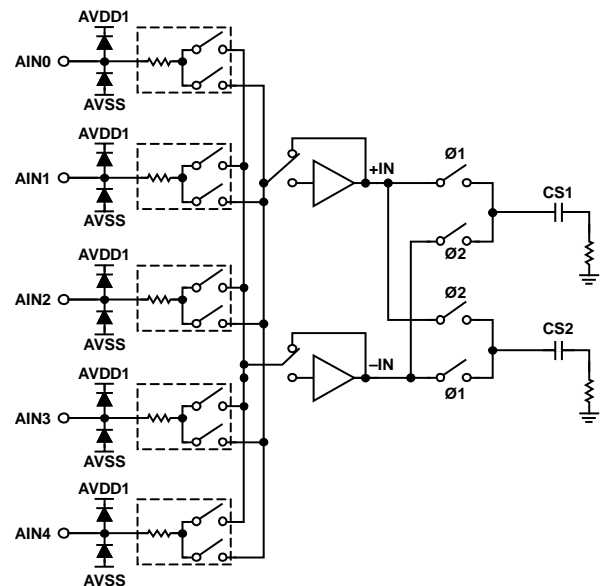 AVDD1
AIN0
AVSS
AVDD1
AIN1
AVSS
AVDD1
AIN2
AVSS
AVDD1
AIN3
AVSS
AVDD1
AIN4
AVSS
+IN
–IN
Ø1
Ø2
CS1
Ø2
Ø1
CS2